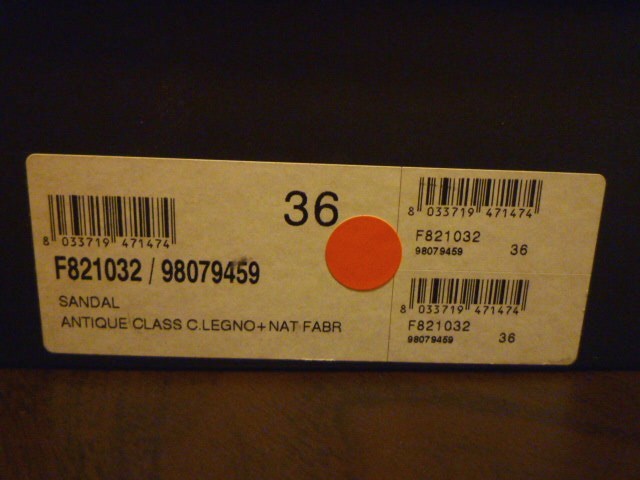 36
8 033719 471474
F821032 / 98079459
SANDAL
ANTIQUE CLASS C.LEGNO+NAT FABR
8 033719 471474
F821032
98079459 36
8 033719 471474
F821032
98079459 36